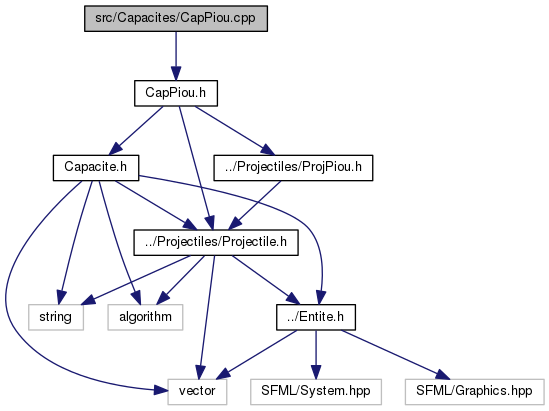 src/Capacites/CapPiou.cpp
CapPiou.h
Capacite.h
../Projectiles/ProjPiou.h
../Projectiles/Projectile.h
string
algorithm
../Entite.h
vector
SFML/System.hpp
SFML/Graphics.hpp